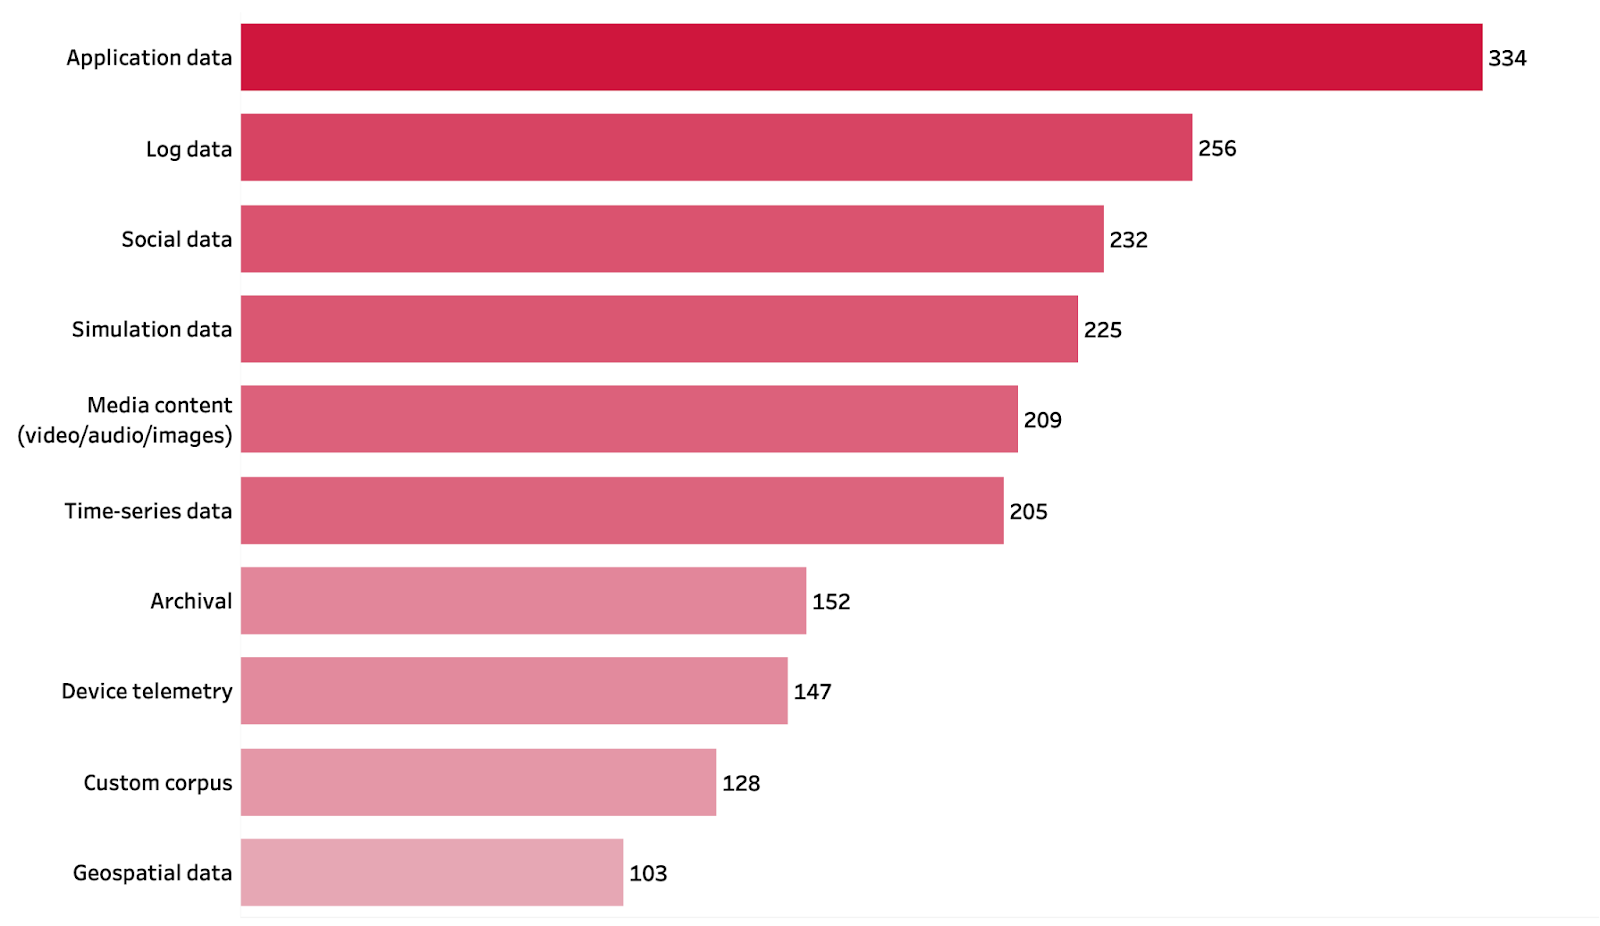 Application data
334
Log data
256
Social data
232
Simulation data
225
Media content
(video/audio/images)
209
Time-series data
205
Archival
152
Device telemetry
147
Custom corpus
128
Geospatial data
103